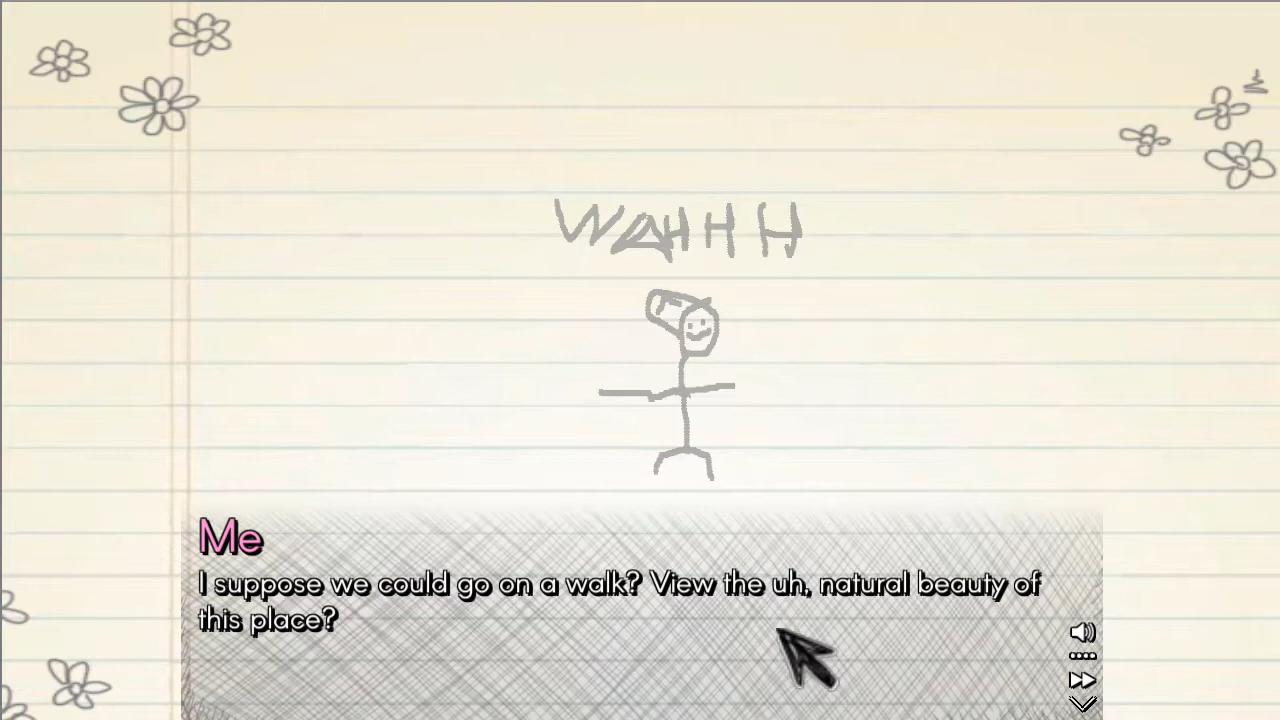 WAHHH
Me
I suppose we could go on a walk? View the uh, natural beauty of
this place?